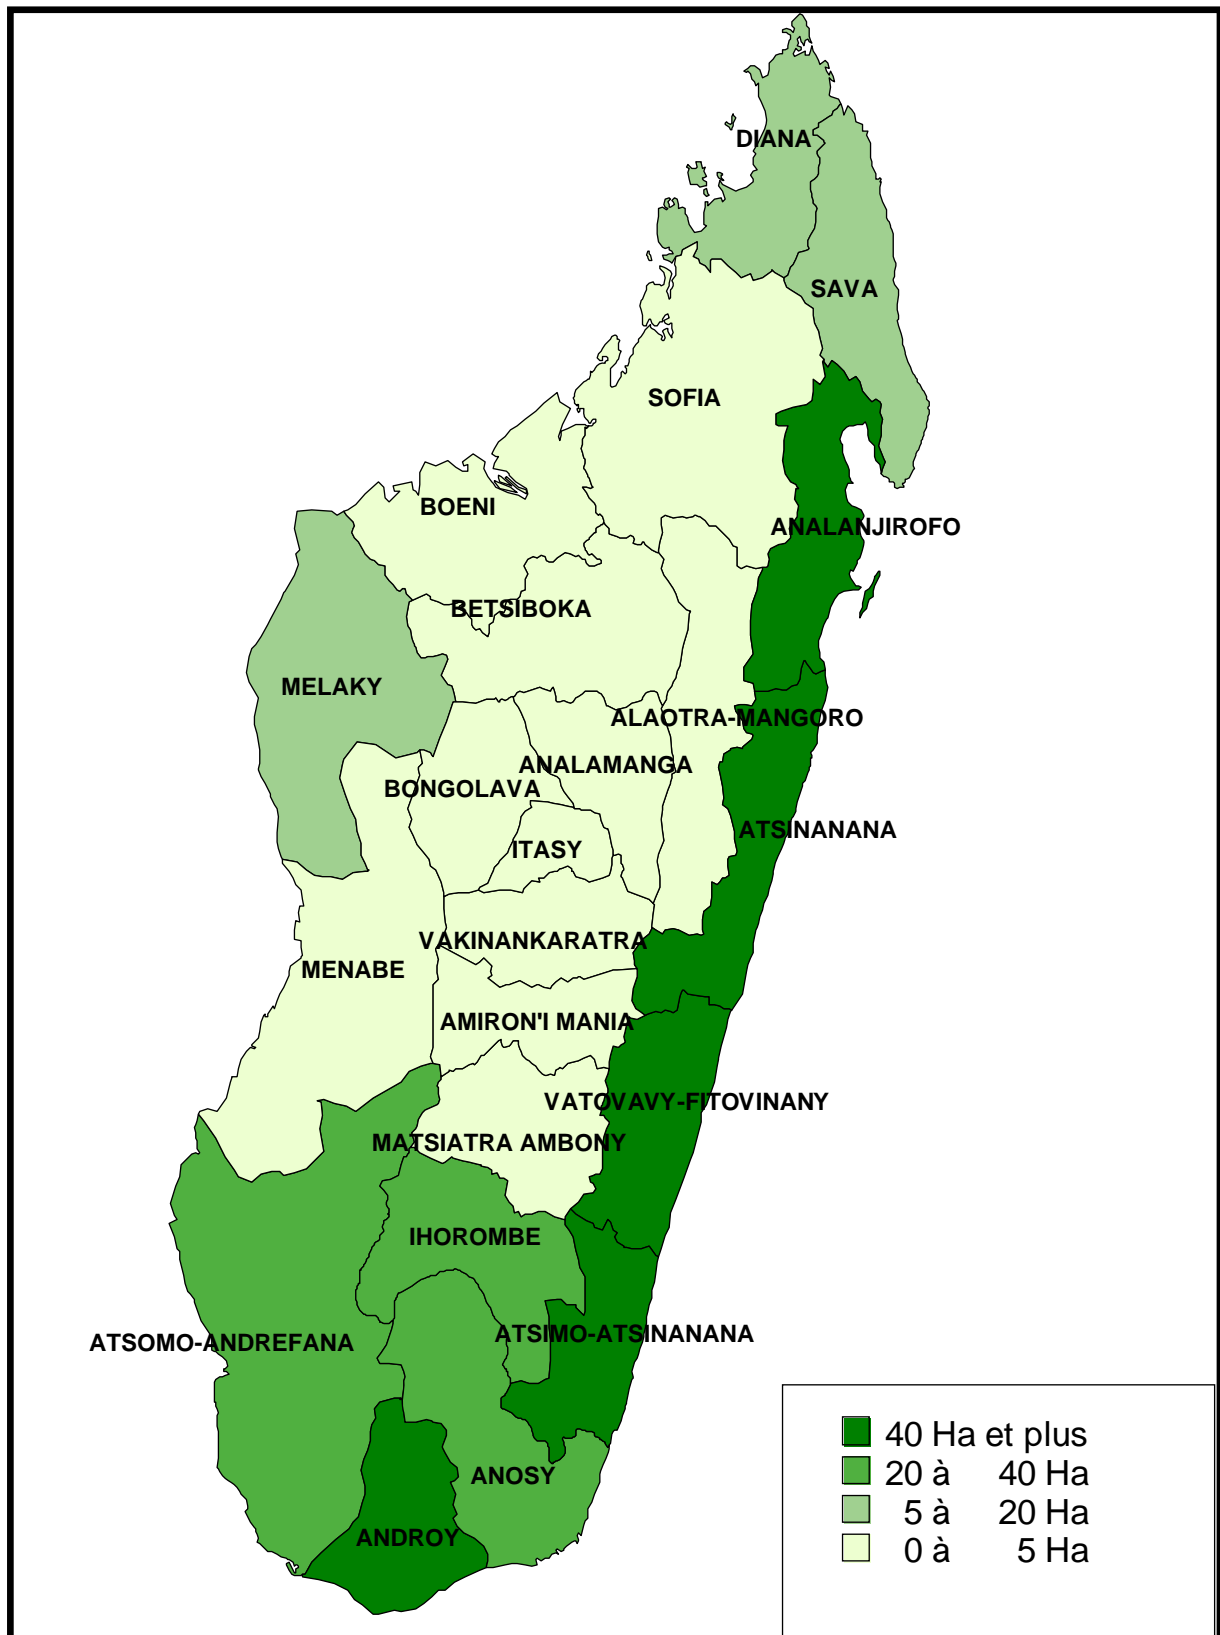 DIANA
SAVA
SOFIA
BOENI
ANALANJIROFO
BETSIBOKA
MELAKY
ALAOTRA-MANGORO
ANALAMANGA
BONGOLAVA
ATSINANANA
ITASY
VAKINANKARATRA
MENABE
AMIRON'I MANIA
VATOVAVY-FITOVINANY
MATSIATRA AMBONY
IHOROMBE
ATSIMO-ATSINANANA
ATSOMO-ANDREFANA
ANOSY
ANDROY
40 Ha et plus
20 à 40 Ha
5 à 20 Ha
0 à 5 Ha